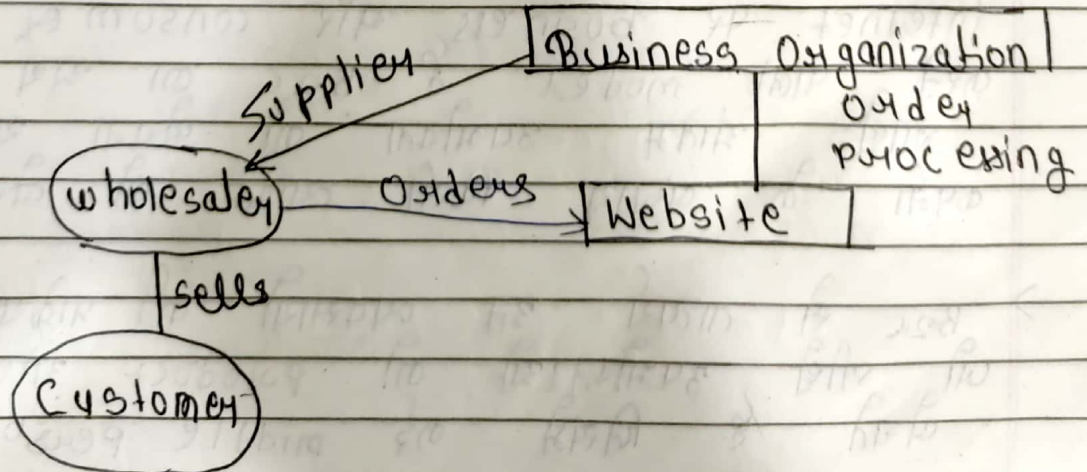 Business Organization
Supplier
order
processing
wholesaler
Orders
Website
sells
Customer